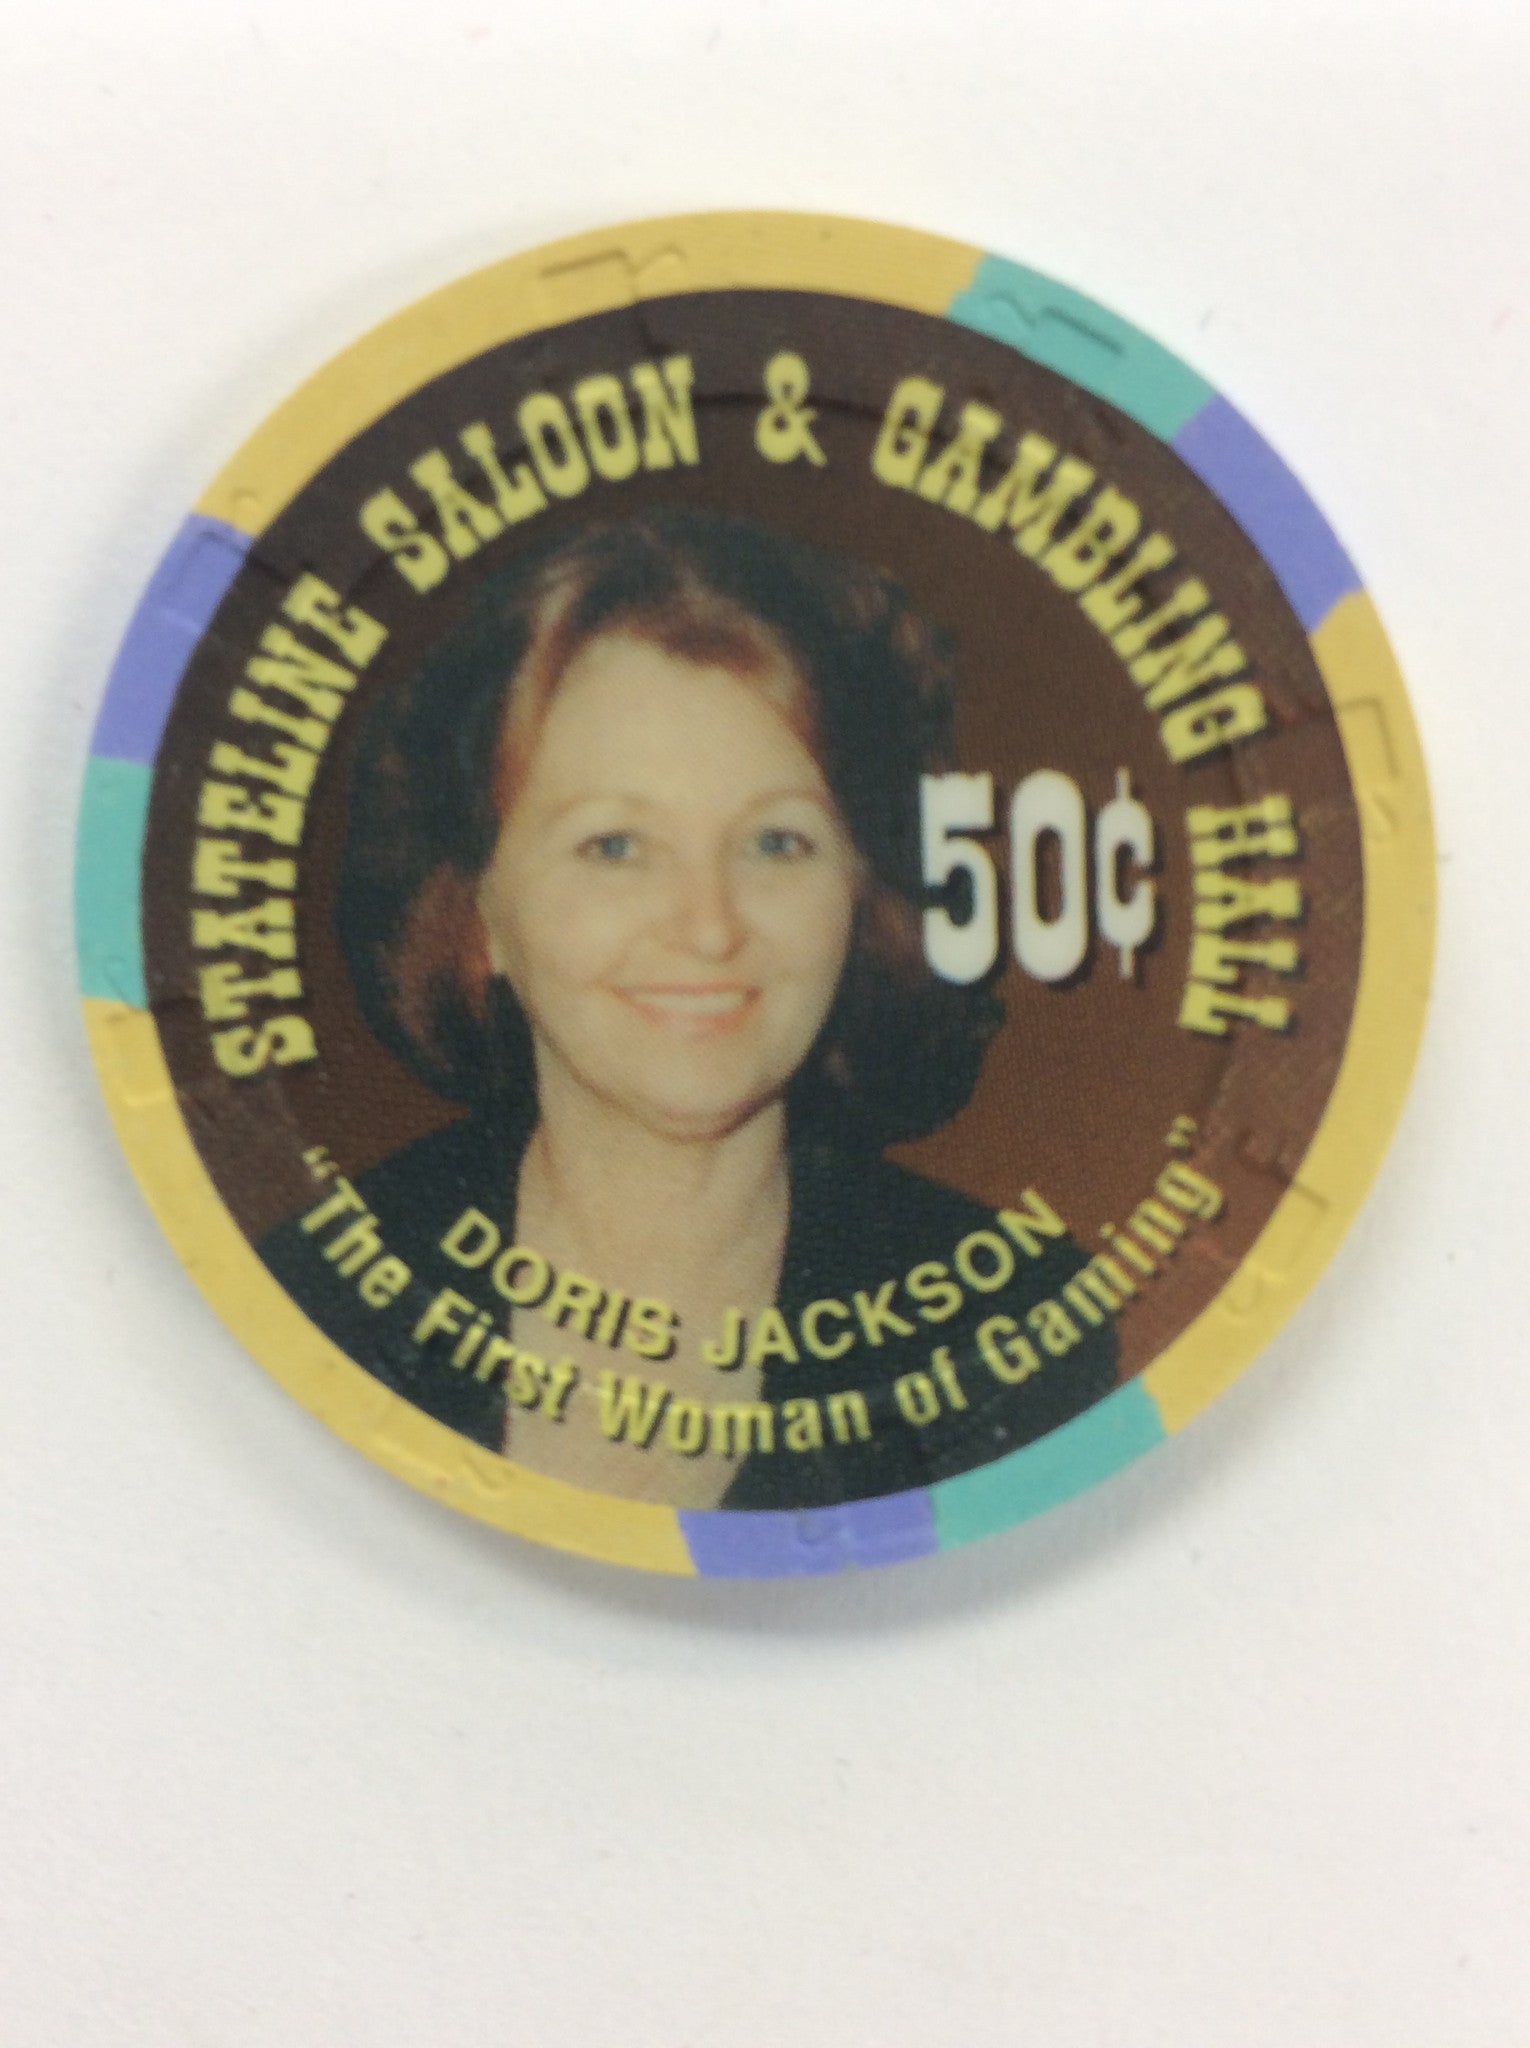 STATELINE SALOON & GAMBLING HALL
50¢
DORIS JACKSON
"The First Woman of Gaming"